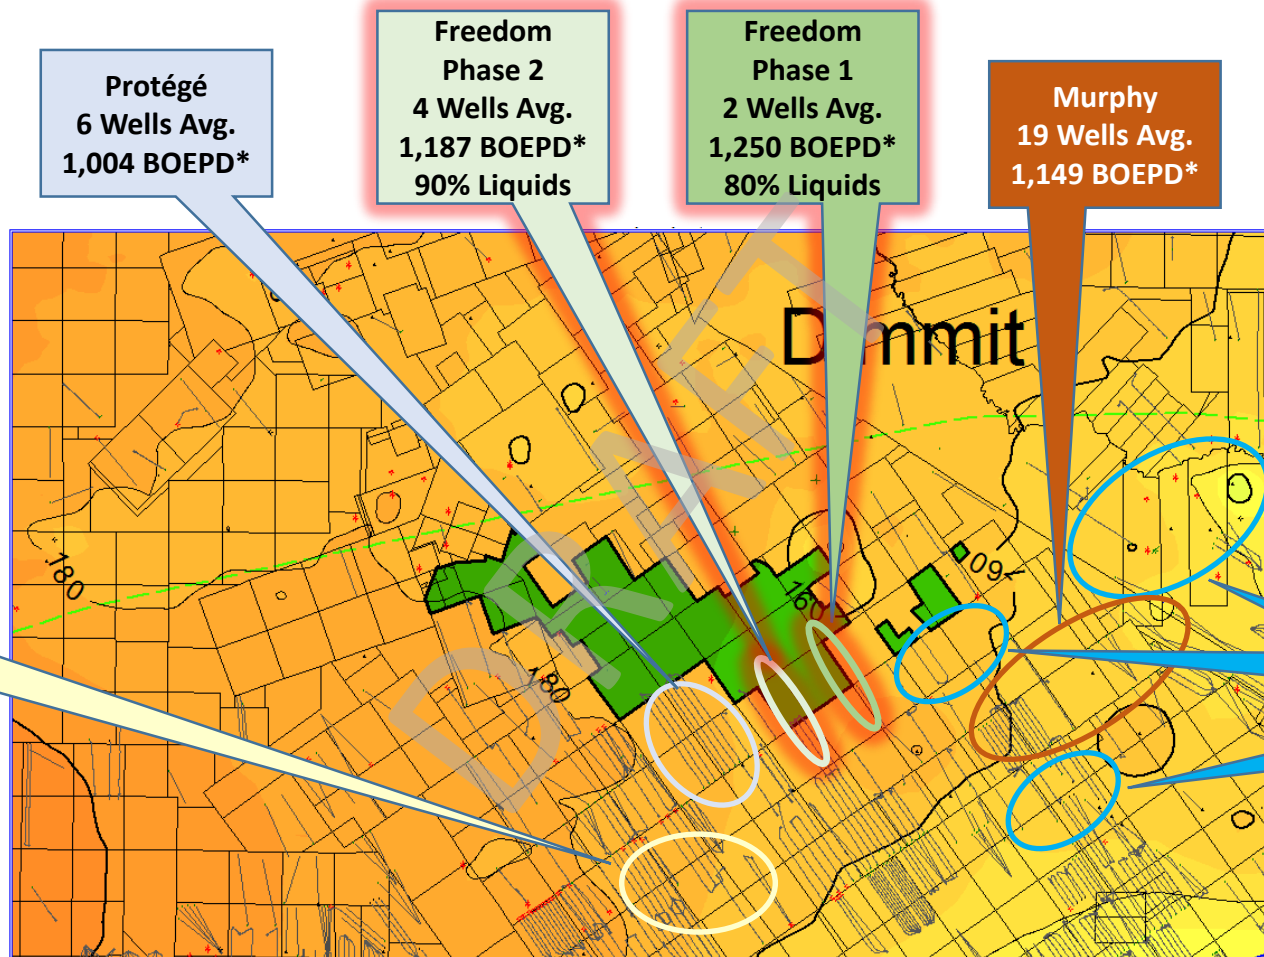 Protégé
6 Wells Avg.
1,004 BOEPD*
Freedom
Phase 2
4 Wells Avg.
1,187 BOEPD*
90% Liquids
Freedom
Phase 1
2 Wells Avg.
1,250 BOEPD*
80% Liquids
Murphy
19 Wells Avg.
1,149 BOEPD*
Dimmit
180
160
160
180
DRAFT